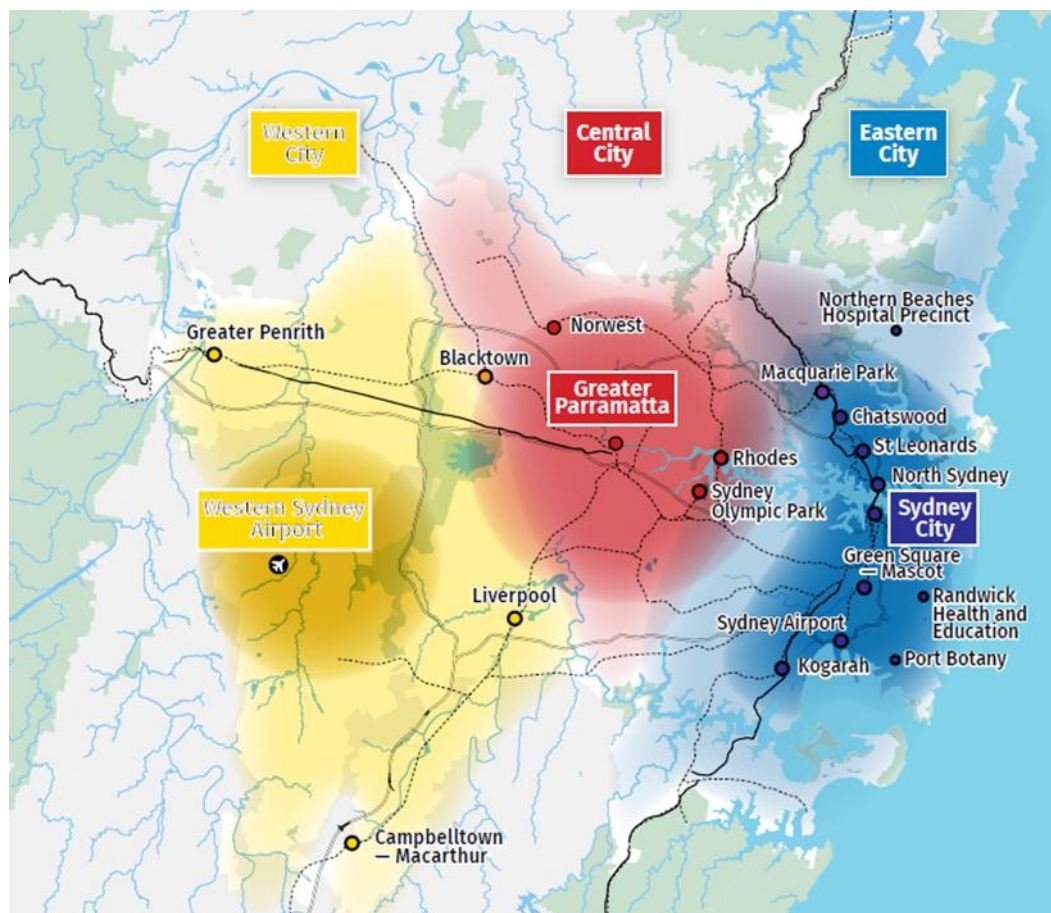 Western
City
Central
City
Eastern
City
Northern Beaches
Hospital Precinct
Norwest
Greater Penrith
Blacktown
Macquarie Park
Greater
Parramatta
Chatswood
St Leonards
Rhodes
North Sydney
Western Sydney
Airport
Sydney
Olympic Park
Sydney
City
Green Square
— Mascot
Liverpool
Randwick
Health and
Education
Sydney Airport
Port Botany
Kogarah
Campbelltown
— Macarthur